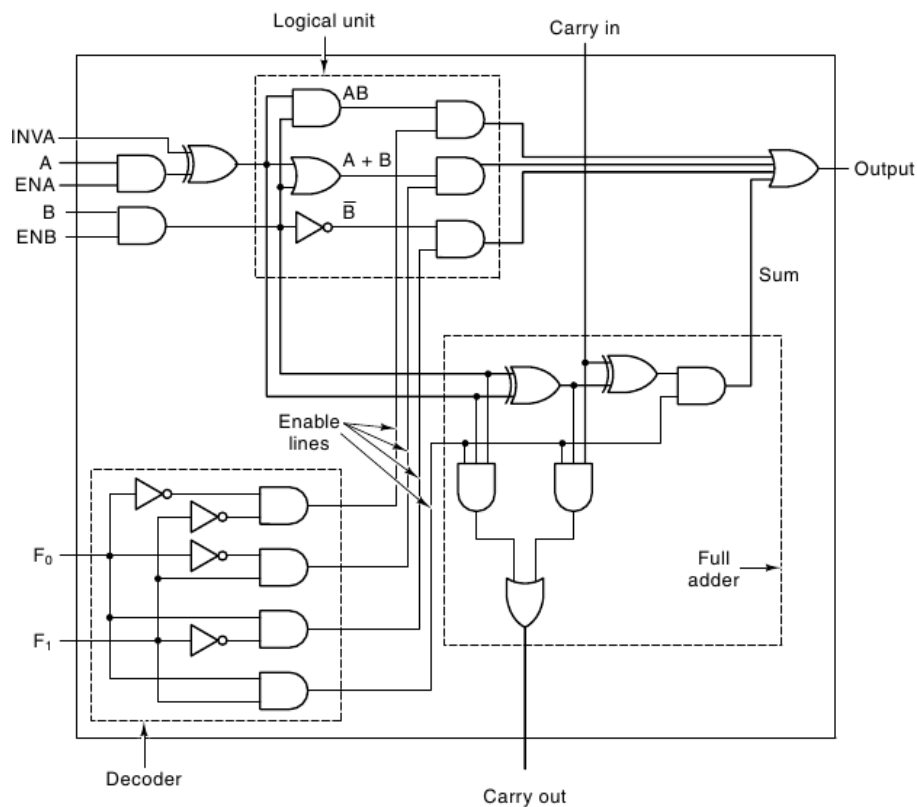 Logical unit
Carry in
AB
INVA
A
A + B
ENA
Output
B
B̅
ENB
Sum
Enable
lines
F₀
Full
adder
F₁
Decoder
Carry out